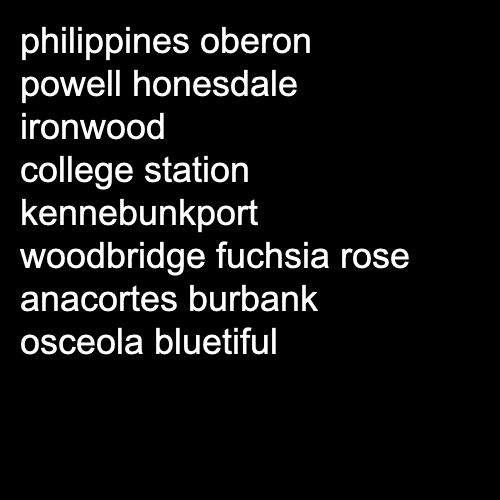 philippines oberon
powell honesdale
ironwood
college station
kennebunkport
woodbridge fuchsia rose
anacortes burbank
osceola bluetiful